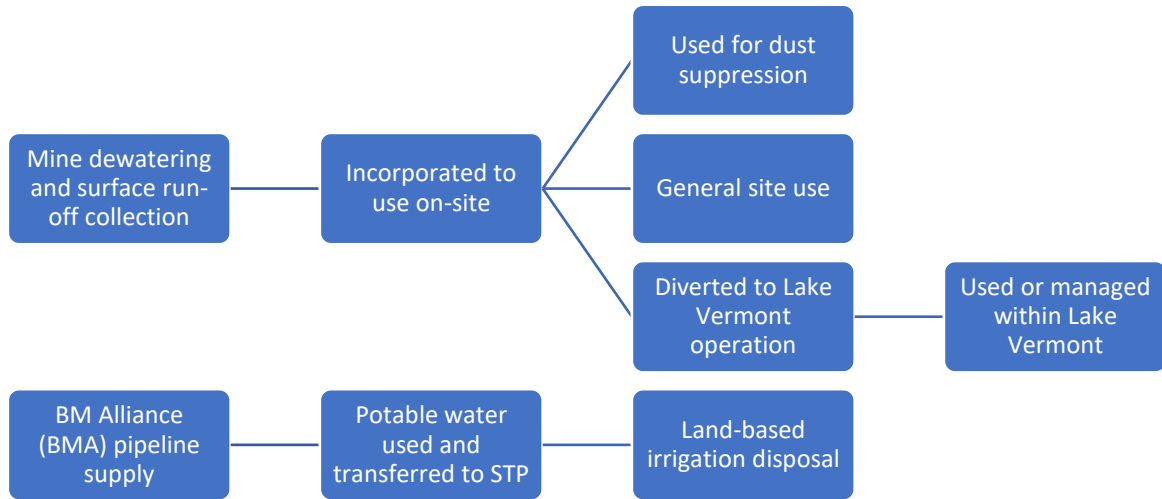 Used for dust
suppression
Mine dewatering
and surface run-
off collection
Incorporated to
use on-site
General site use
Diverted to Lake
Vermont
operation
Used or managed
within Lake
Vermont
BM Alliance
(BMA) pipeline
supply
Potable water
used and
transferred to STP
Land-based
irrigation disposal